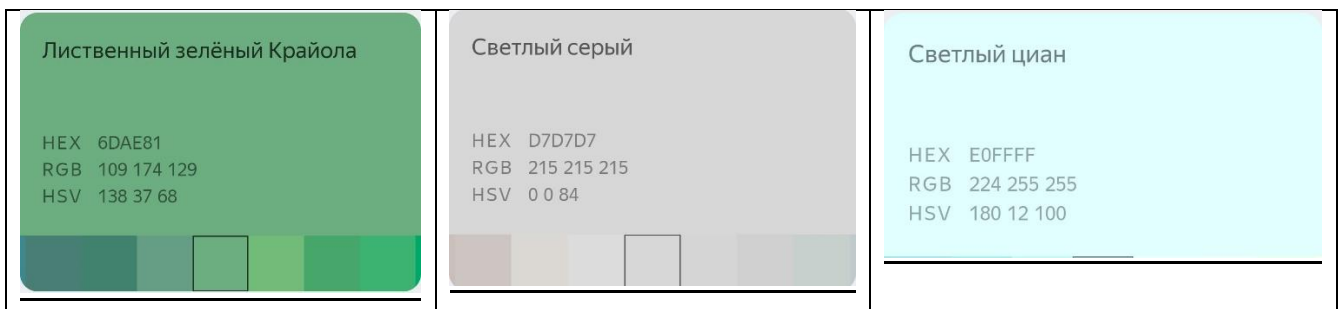 Лиственный зелёный Крайола
HEX 6DAE81
RGB 109 174 129
HSV 138 37 68
Светлый серый
HEX D7D7D7
RGB 215 215 215
HSV 0 0 84
Светлый циан
HEX E0FFFF
RGB 224 255 255
HSV 180 12 100